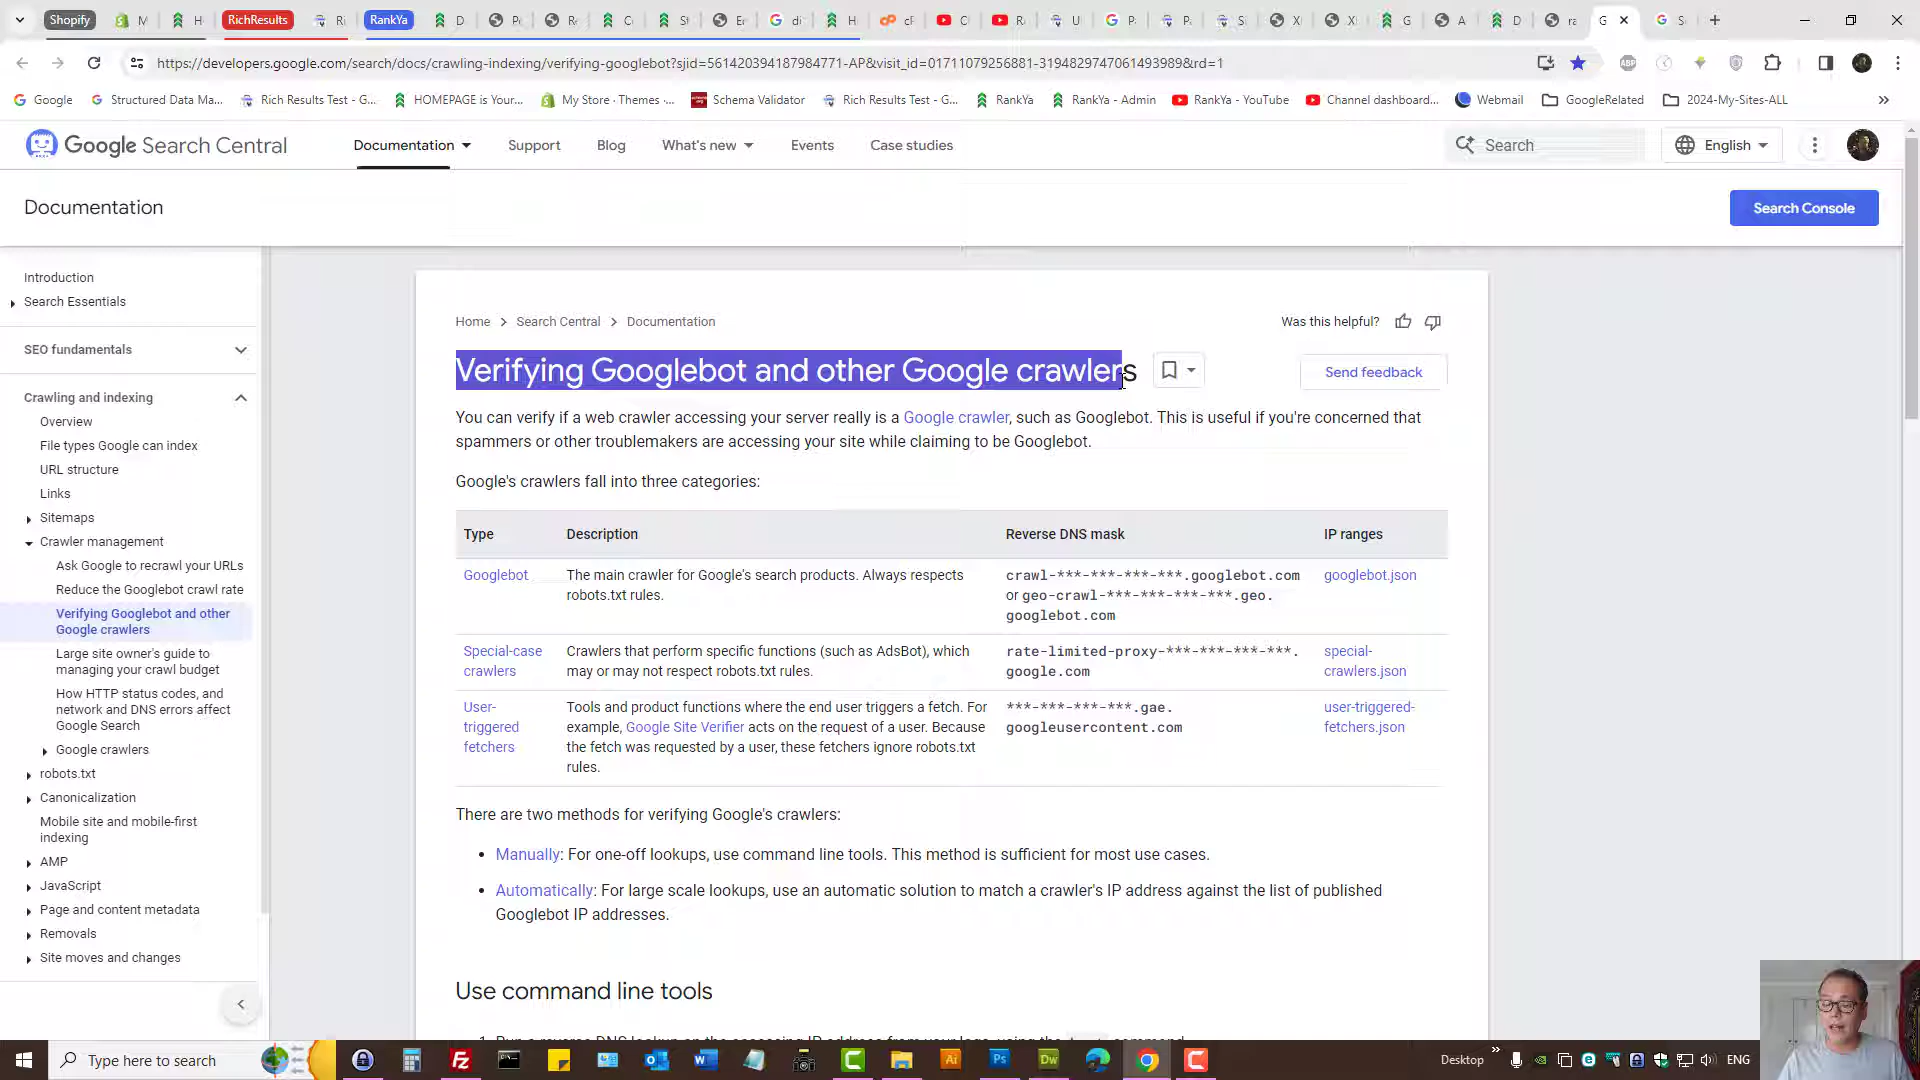 Shopify
RichResults
RankYa
https://developers.google.com/search/docs/crawling-indexing/verifying-googlebot?sjid=561420394187984771-AP&visit_id=01711079256881-3194829747061493989&rd=1
Google
Structured Data Ma...
Rich Results Test - G...
HOMEPAGE is Your...
My Store · Themes ·...
Schema Validator
Rich Results Test - G...
RankYa
RankYa - Admin
RankYa - YouTube
Channel dashboard...
Webmail
GoogleRelated
2024-My-Sites-ALL
Google Search Central
Documentation
Support
Blog
What's new
Events
Case studies
Search
English
Documentation
Search Console
Introduction
Search Essentials
SEO fundamentals
Crawling and indexing
Overview
File types Google can index
URL structure
Links
Sitemaps
Crawler management
Ask Google to recrawl your URLs
Reduce the Googlebot crawl rate
Verifying Googlebot and other
Google crawlers
Large site owner's guide to
managing your crawl budget
How HTTP status codes, and
network and DNS errors affect
Google Search
Google crawlers
robots.txt
Canonicalization
Mobile site and mobile-first
indexing
AMP
JavaScript
Page and content metadata
Removals
Site moves and changes
Home > Search Central > Documentation
Was this helpful?
Verifying Googlebot and other Google crawlers
Send feedback
You can verify if a web crawler accessing your server really is a Google crawler, such as Googlebot. This is useful if you're concerned that
spammers or other troublemakers are accessing your site while claiming to be Googlebot.
Google's crawlers fall into three categories:
Type
Description
Reverse DNS mask
IP ranges
Googlebot
The main crawler for Google's search products. Always respects
robots.txt rules.
crawl-***-***-***-***.googlebot.com
or geo-crawl-***-***-***-***.geo.
googlebot.com
googlebot.json
Special-case
crawlers
Crawlers that perform specific functions (such as AdsBot), which
may or may not respect robots.txt rules.
rate-limited-proxy-***-***-***-***.
google.com
special-
crawlers.json
User-
triggered
fetchers
Tools and product functions where the end user triggers a fetch. For
example, Google Site Verifier acts on the request of a user. Because
the fetch was requested by a user, these fetchers ignore robots.txt
rules.
***-***-***-***.gae.
googleusercontent.com
user-triggered-
fetchers.json
There are two methods for verifying Google's crawlers:
• Manually: For one-off lookups, use command line tools. This method is sufficient for most use cases.
• Automatically: For large scale lookups, use an automatic solution to match a crawler's IP address against the list of published
Googlebot IP addresses.
Use command line tools
Type here to search
Desktop
ENG